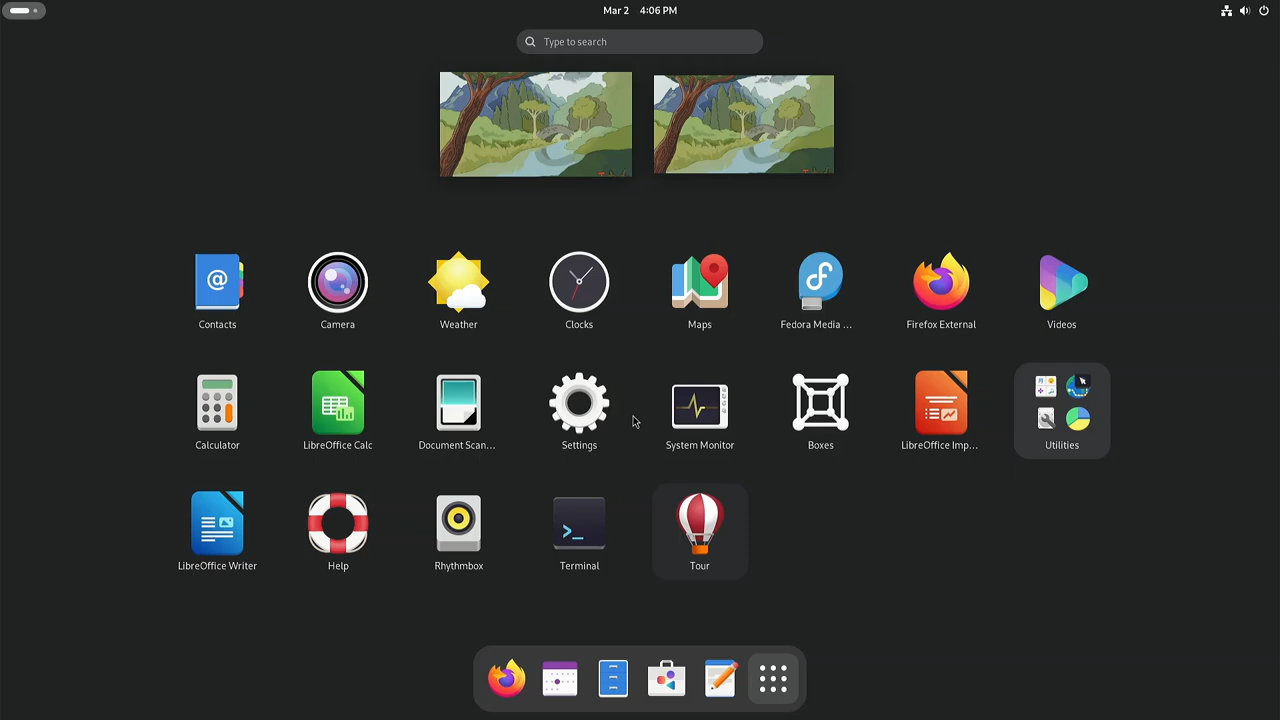 Mar 2 4:06 PM
Type to search
Contacts
Camera
Weather
Clocks
Maps
Fedora Media ...
Firefox External
Videos
Calculator
LibreOffice Calc
Document Scan...
Settings
System Monitor
Boxes
LibreOffice Imp...
Utilities
LibreOffice Writer
Help
Rhythmbox
Terminal
Tour